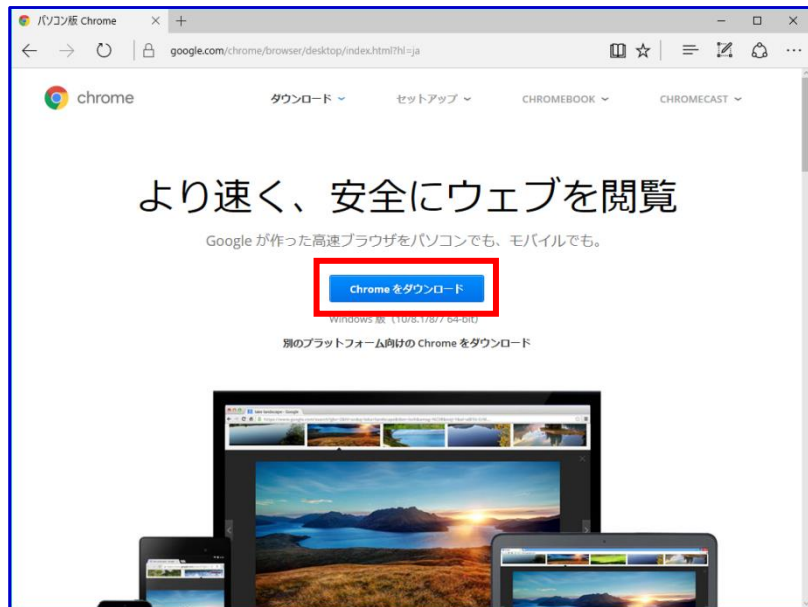 パソコン版 Chrome
google.com/chrome/browser/desktop/index.html?hl=ja
chrome
ダウンロード
セットアップ
CHROMEBOOK
CHROMECAST
より速く、安全にウェブを閲覧
Google が作った高速ブラウザをパソコンでも、モバイルでも。
Chrome をダウンロード
Windows 版（10/8.1/8/7 64-bit）
別のプラットフォーム向けの Chrome をダウンロード